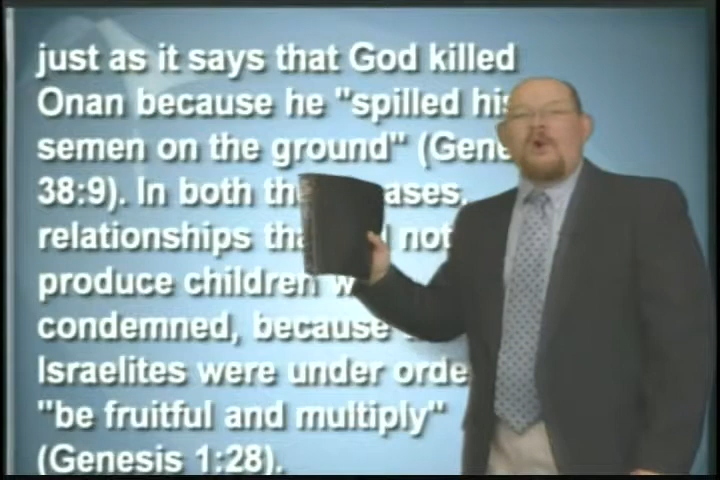 just as it says that God killed
Onan because he "spilled his
semen on the ground" (Gene
38:9). In both th ases,
relationships tha not
produce children w
condemned, because
Israelites were under orde
"be fruitful and multiply"
(Genesis 1:28).